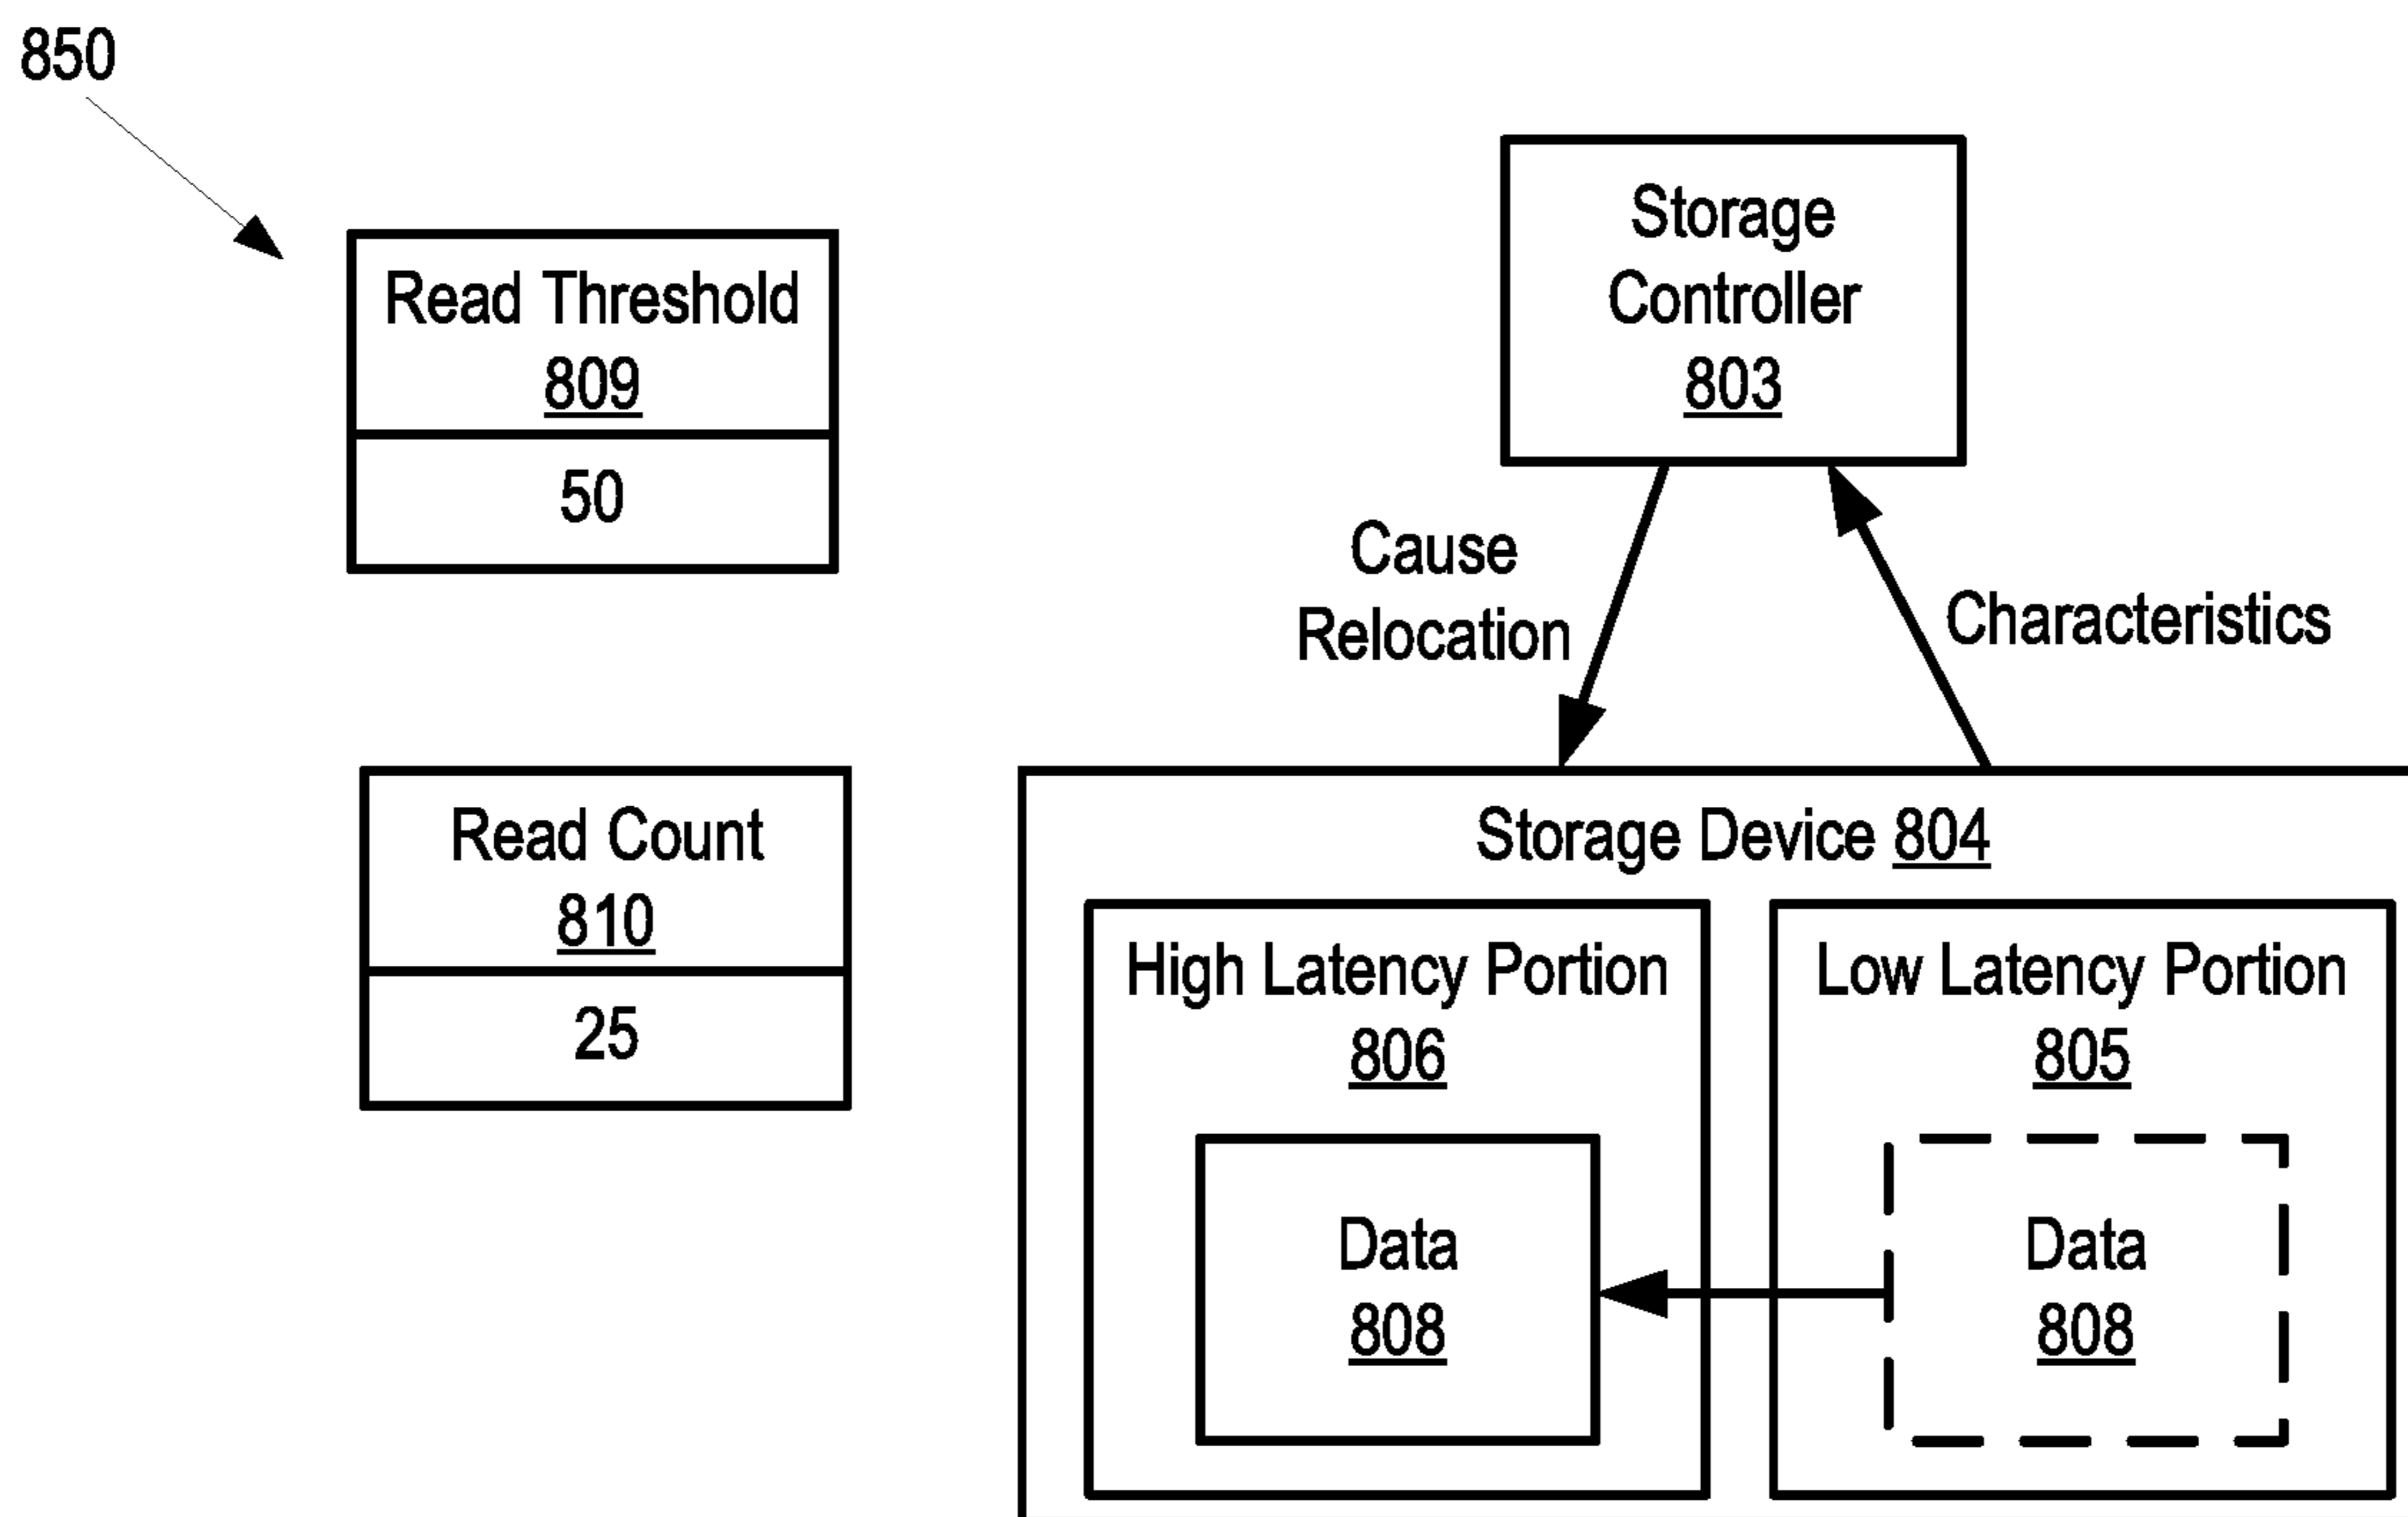 850
Read Threshold
809
50
Read Count
810
25
Storage
Controller
803
Cause
Relocation
Characteristics
Storage Device 804
High Latency Portion
806
Data
808
Low Latency Portion
805
Data
808